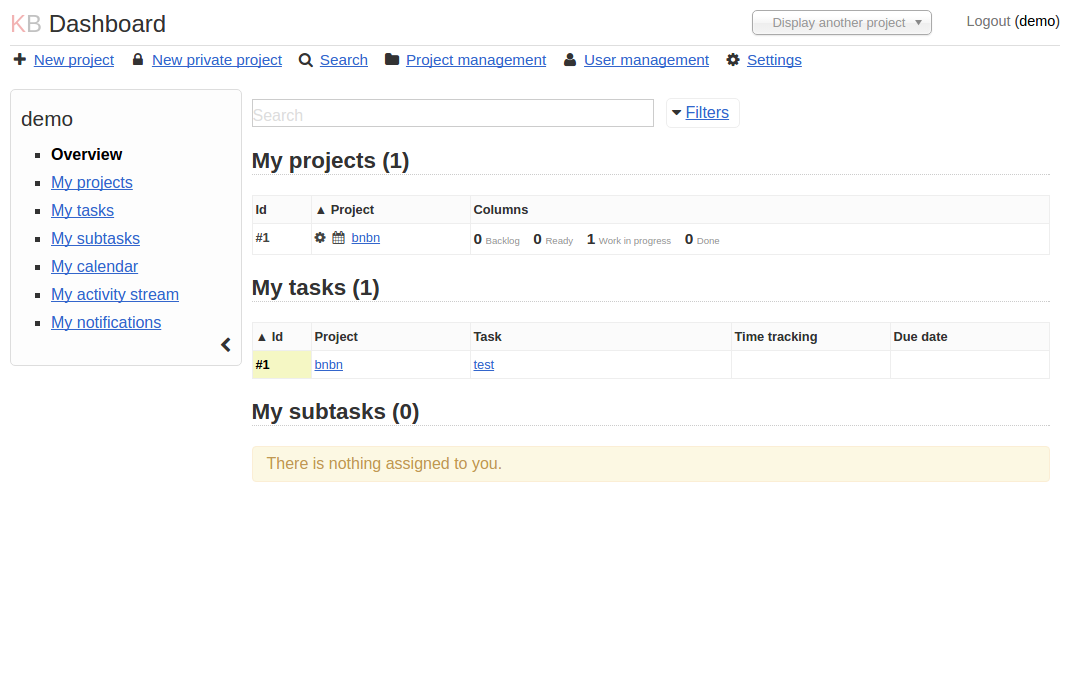 KB Dashboard
Display another project
Logout (demo)
New project New private project Search Project management User management Settings
demo
Overview
My projects
My tasks
My subtasks
My calendar
My activity stream
My notifications
Search
Filters
My projects (1)
Id ▲ Project Columns
#1 bnbn 0 Backlog 0 Ready 1 Work in progress 0 Done
My tasks (1)
▲ Id Project Task Time tracking Due date
#1 bnbn test
My subtasks (0)
There is nothing assigned to you.